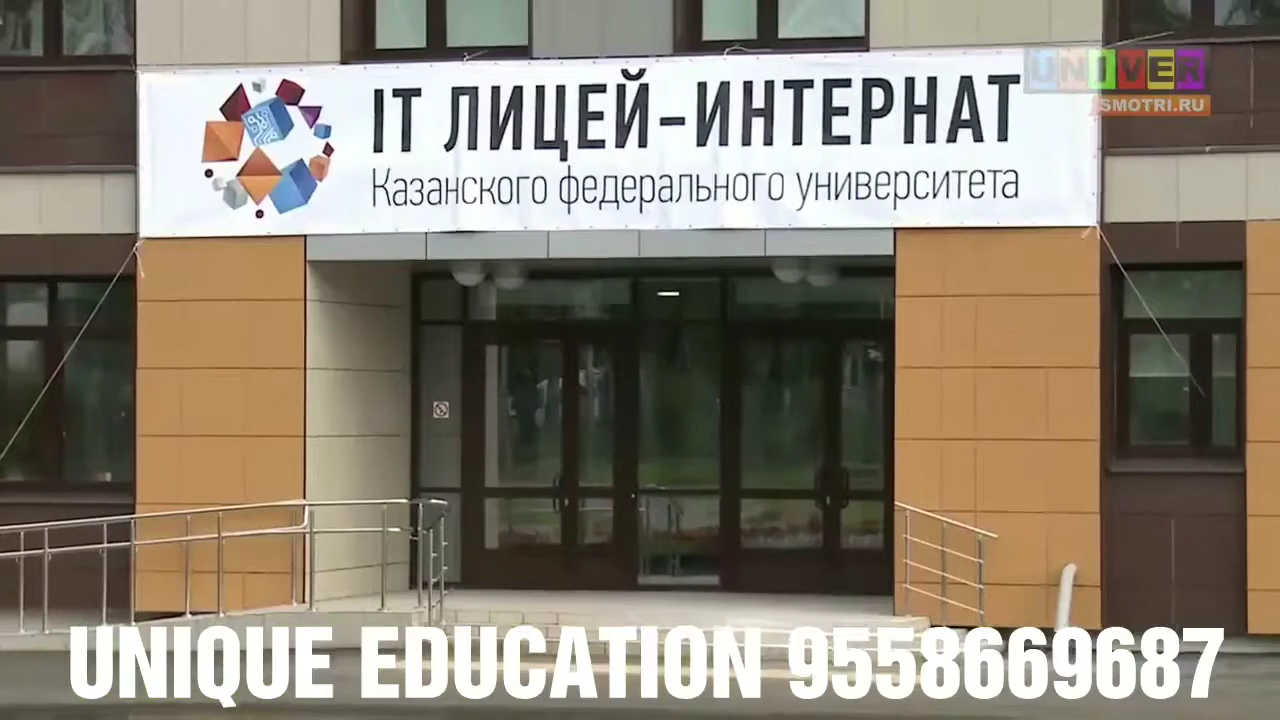 UNIVER
SMOTRI.RU
IT ЛИЦЕЙ-ИНТЕРНАТ
Казанского федерального университета
UNIQUE EDUCATION 9558669687